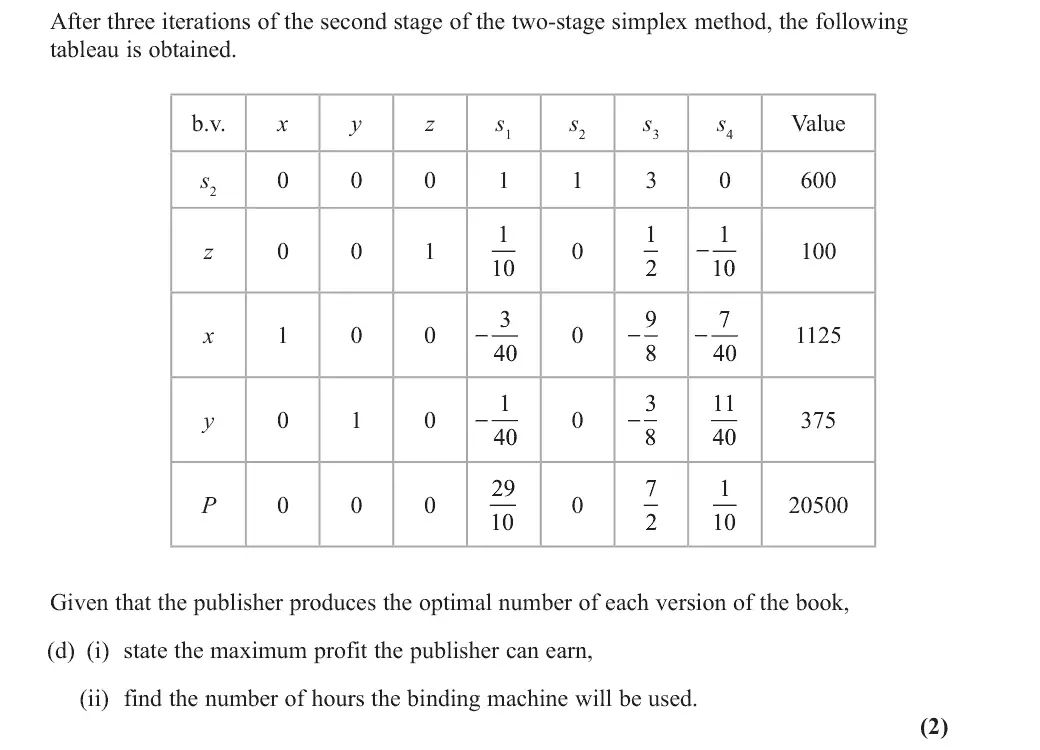 After three iterations of the second stage of the two-stage simplex method, the following
tableau is obtained.
b.v. x y z s₁ s₂ s₃ s₄ Value
s₂ 0 0 0 1 1 3 0 600
z 0 0 1 1/10 0 1/2 −1/10 100
x 1 0 0 −3/40 0 −9/8 −7/40 1125
y 0 1 0 −1/40 0 −3/8 11/40 375
P 0 0 0 29/10 0 7/2 1/10 20500
Given that the publisher produces the optimal number of each version of the book,
(d) (i) state the maximum profit the publisher can earn,
(ii) find the number of hours the binding machine will be used.
(2)